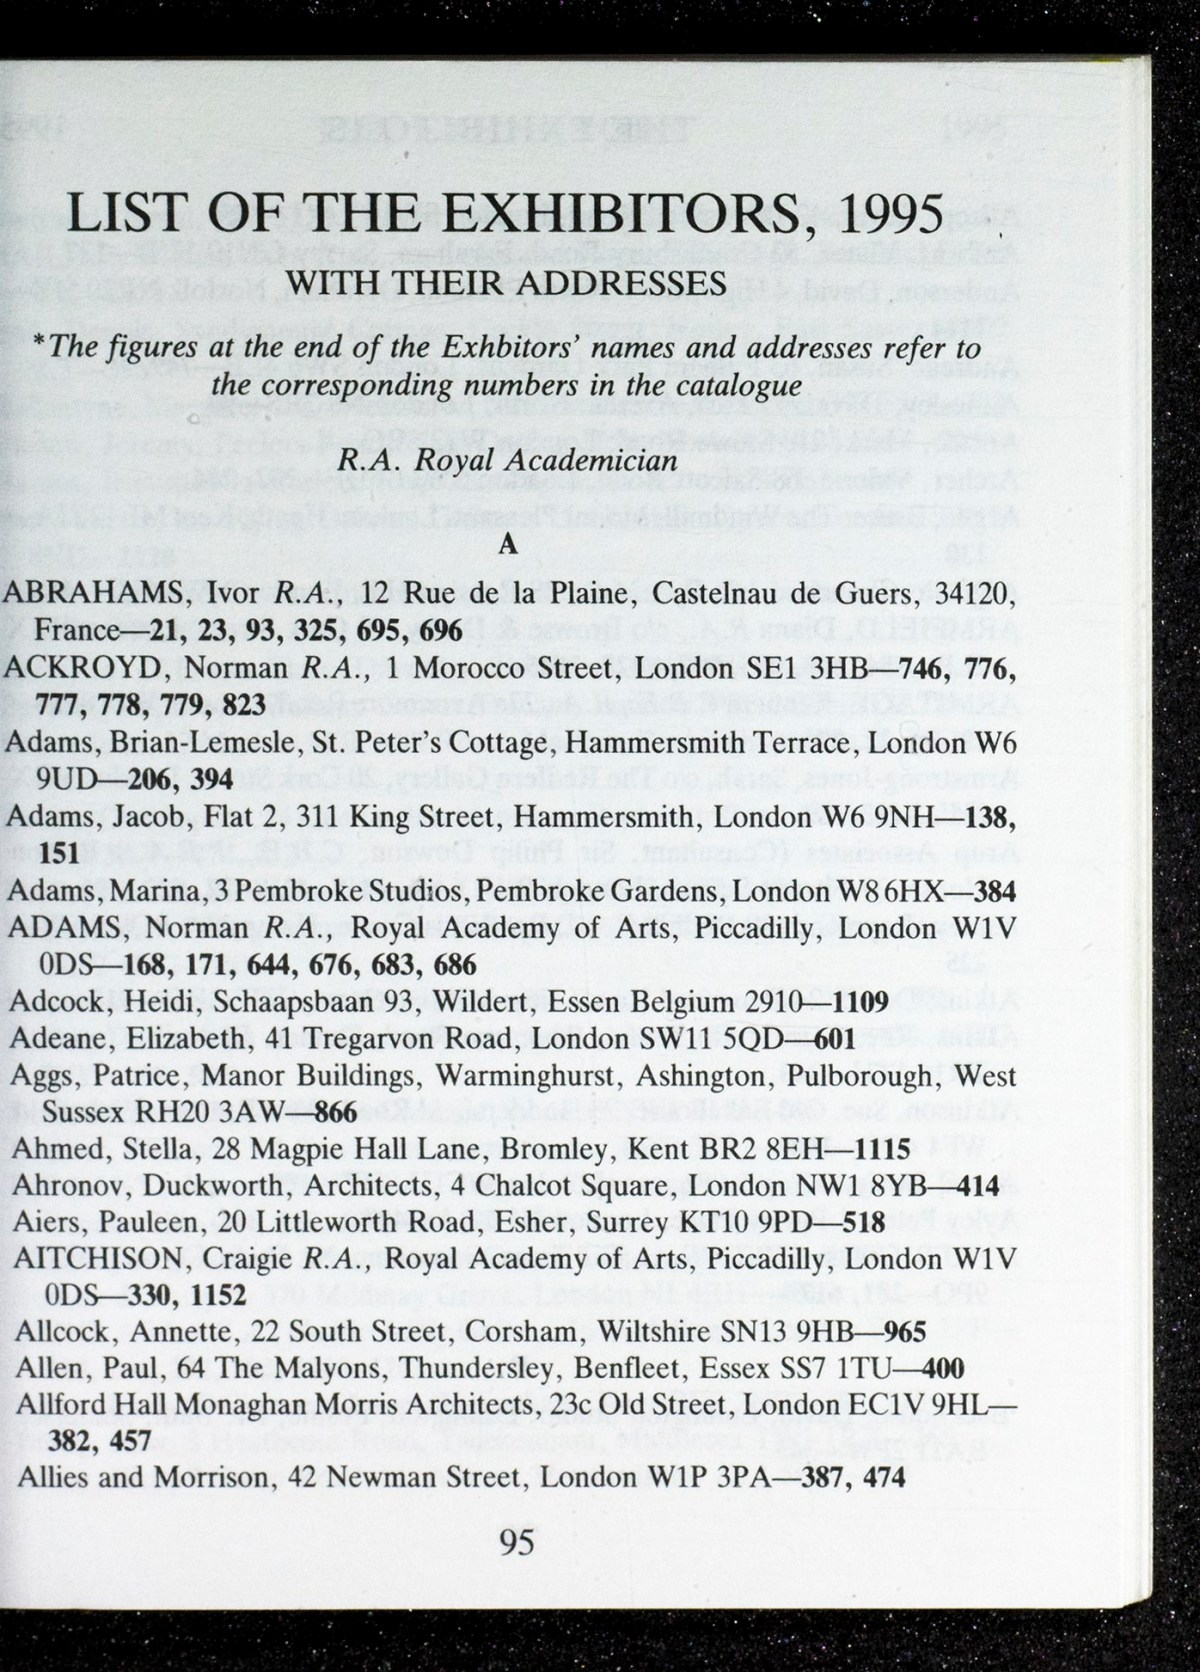 LIST OF THE EXHIBITORS, 1995
WITH THEIR ADDRESSES
*The figures at the end of the Exhbitors' names and addresses refer to
the corresponding numbers in the catalogue
R.A. Royal Academician
A
ABRAHAMS, Ivor R.A., 12 Rue de la Plaine, Castelnau de Guers, 34120,
France—21, 23, 93, 325, 695, 696
ACKROYD, Norman R.A., 1 Morocco Street, London SE1 3HB—746, 776,
777, 778, 779, 823
Adams, Brian-Lemesle, St. Peter's Cottage, Hammersmith Terrace, London W6
9UD—206, 394
Adams, Jacob, Flat 2, 311 King Street, Hammersmith, London W6 9NH—138,
151
Adams, Marina, 3 Pembroke Studios, Pembroke Gardens, London W8 6HX—384
ADAMS, Norman R.A., Royal Academy of Arts, Piccadilly, London W1V
0DS—168, 171, 644, 676, 683, 686
Adcock, Heidi, Schaapsbaan 93, Wildert, Essen Belgium 2910—1109
Adeane, Elizabeth, 41 Tregarvon Road, London SW11 5QD—601
Aggs, Patrice, Manor Buildings, Warminghurst, Ashington, Pulborough, West
Sussex RH20 3AW—866
Ahmed, Stella, 28 Magpie Hall Lane, Bromley, Kent BR2 8EH—1115
Ahronov, Duckworth, Architects, 4 Chalcot Square, London NW1 8YB—414
Aiers, Pauleen, 20 Littleworth Road, Esher, Surrey KT10 9PD—518
AITCHISON, Craigie R.A., Royal Academy of Arts, Piccadilly, London W1V
0DS—330, 1152
Allcock, Annette, 22 South Street, Corsham, Wiltshire SN13 9HB—965
Allen, Paul, 64 The Malyons, Thundersley, Benfleet, Essex SS7 1TU—400
Allford Hall Monaghan Morris Architects, 23c Old Street, London EC1V 9HL—
382, 457
Allies and Morrison, 42 Newman Street, London W1P 3PA—387, 474
95